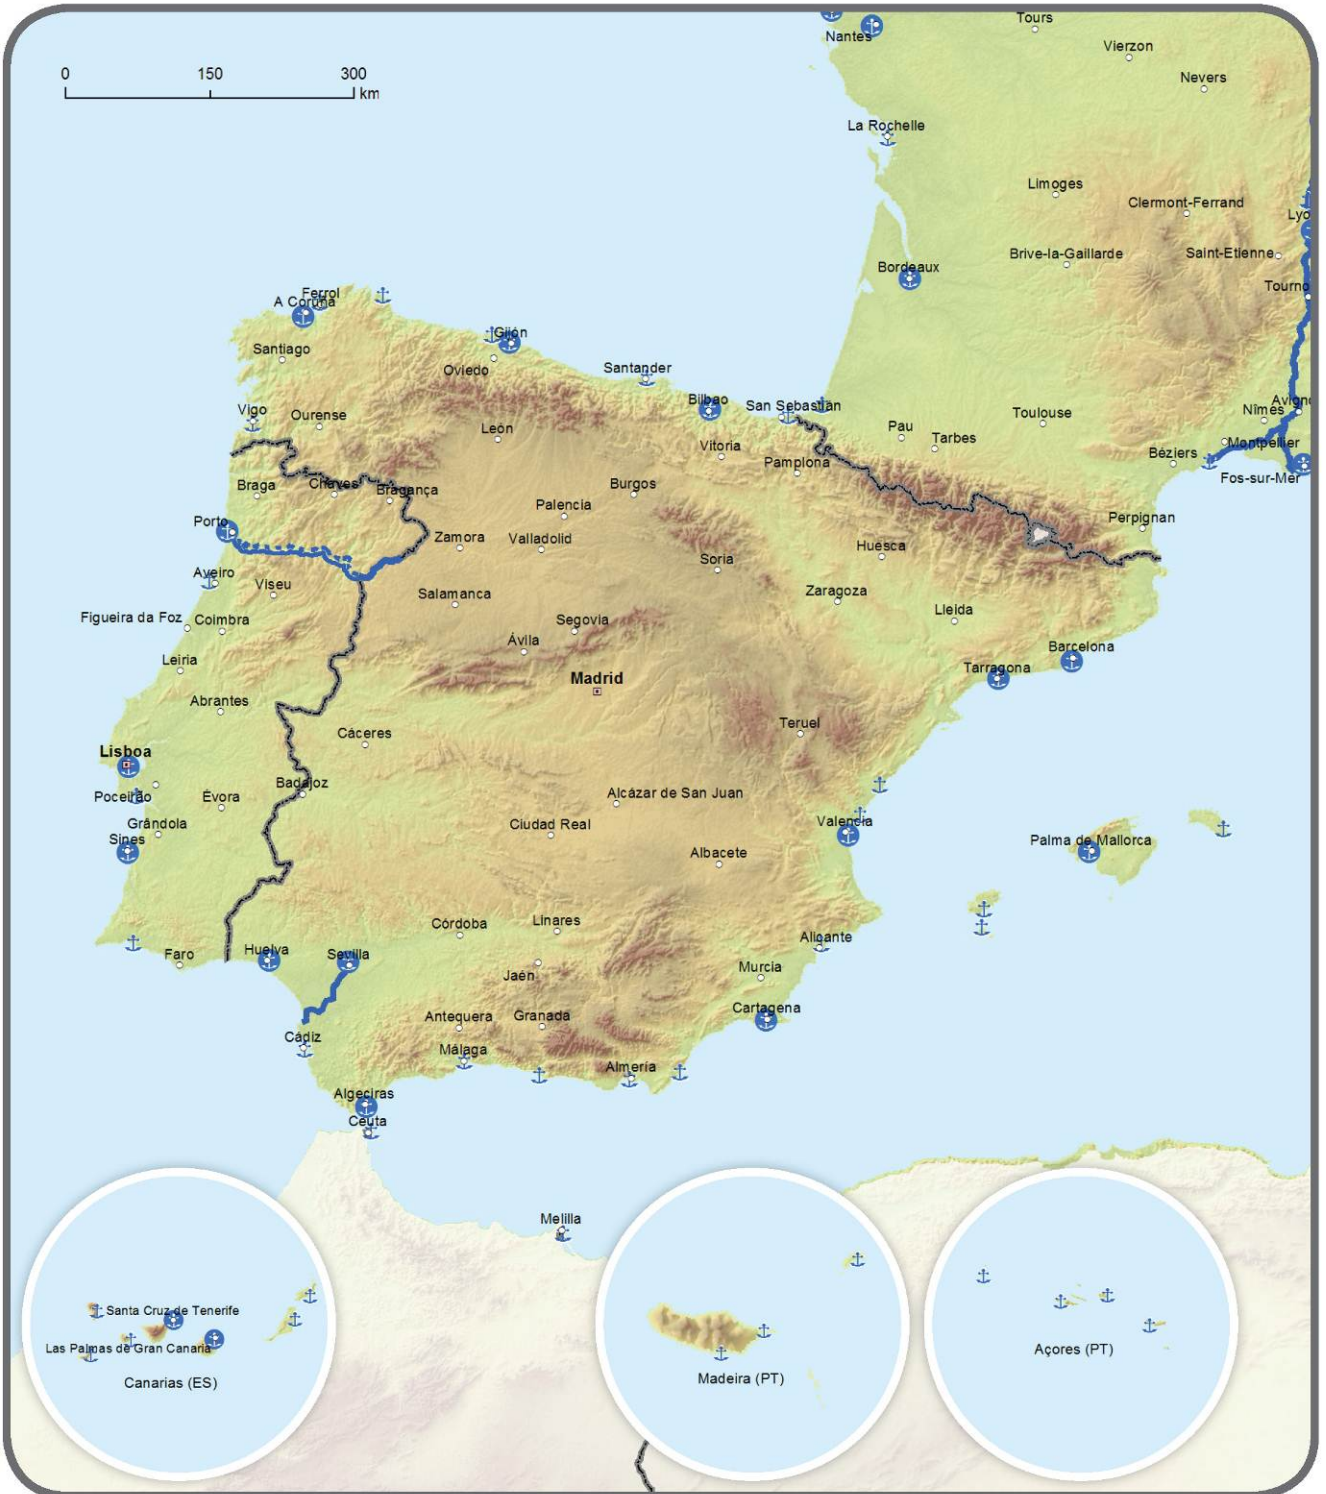 Tours
Nantes
Vierzon
0 150 300
km
Nevers
La Rochelle
Limoges
Clermont-Ferrand
Lyo
Brive-la-Gaillarde
Saint-Etienne
Bordeaux
Tourno
Ferrol
A Coruña
Gijón
Santiago
Oviedo
Santander
Bilbao
San Sebastián
Avigno
Nîmes
Vigo
Ourense
Toulouse
León
Pau
Tarbes
Vitoria
Montpellier
Béziers
Pamplona
Fos-sur-Mer
Braga
Chaves
Bragança
Burgos
Palencia
Perpignan
Porto
Zamora
Valladolid
Huesca
Soria
Aveiro
Viseu
Salamanca
Zaragoza
Lleida
Figueira da Foz
Coimbra
Segovia
Ávila
Barcelona
Leiria
Tarragona
Madrid
Abrantes
Teruel
Cáceres
Lisboa
Badajoz
Poceirão
Évora
Alcázar de San Juan
Grândola
Ciudad Real
Valencia
Sines
Palma de Mallorca
Albacete
Córdoba
Linares
Alicante
Faro
Huelva
Sevilla
Jaén
Murcia
Cartagena
Antequera
Granada
Cádiz
Málaga
Almería
Algeciras
Ceuta
Melilla
Santa Cruz de Tenerife
Las Palmas de Gran Canaria
Canarias (ES)
Madeira (PT)
Açores (PT)